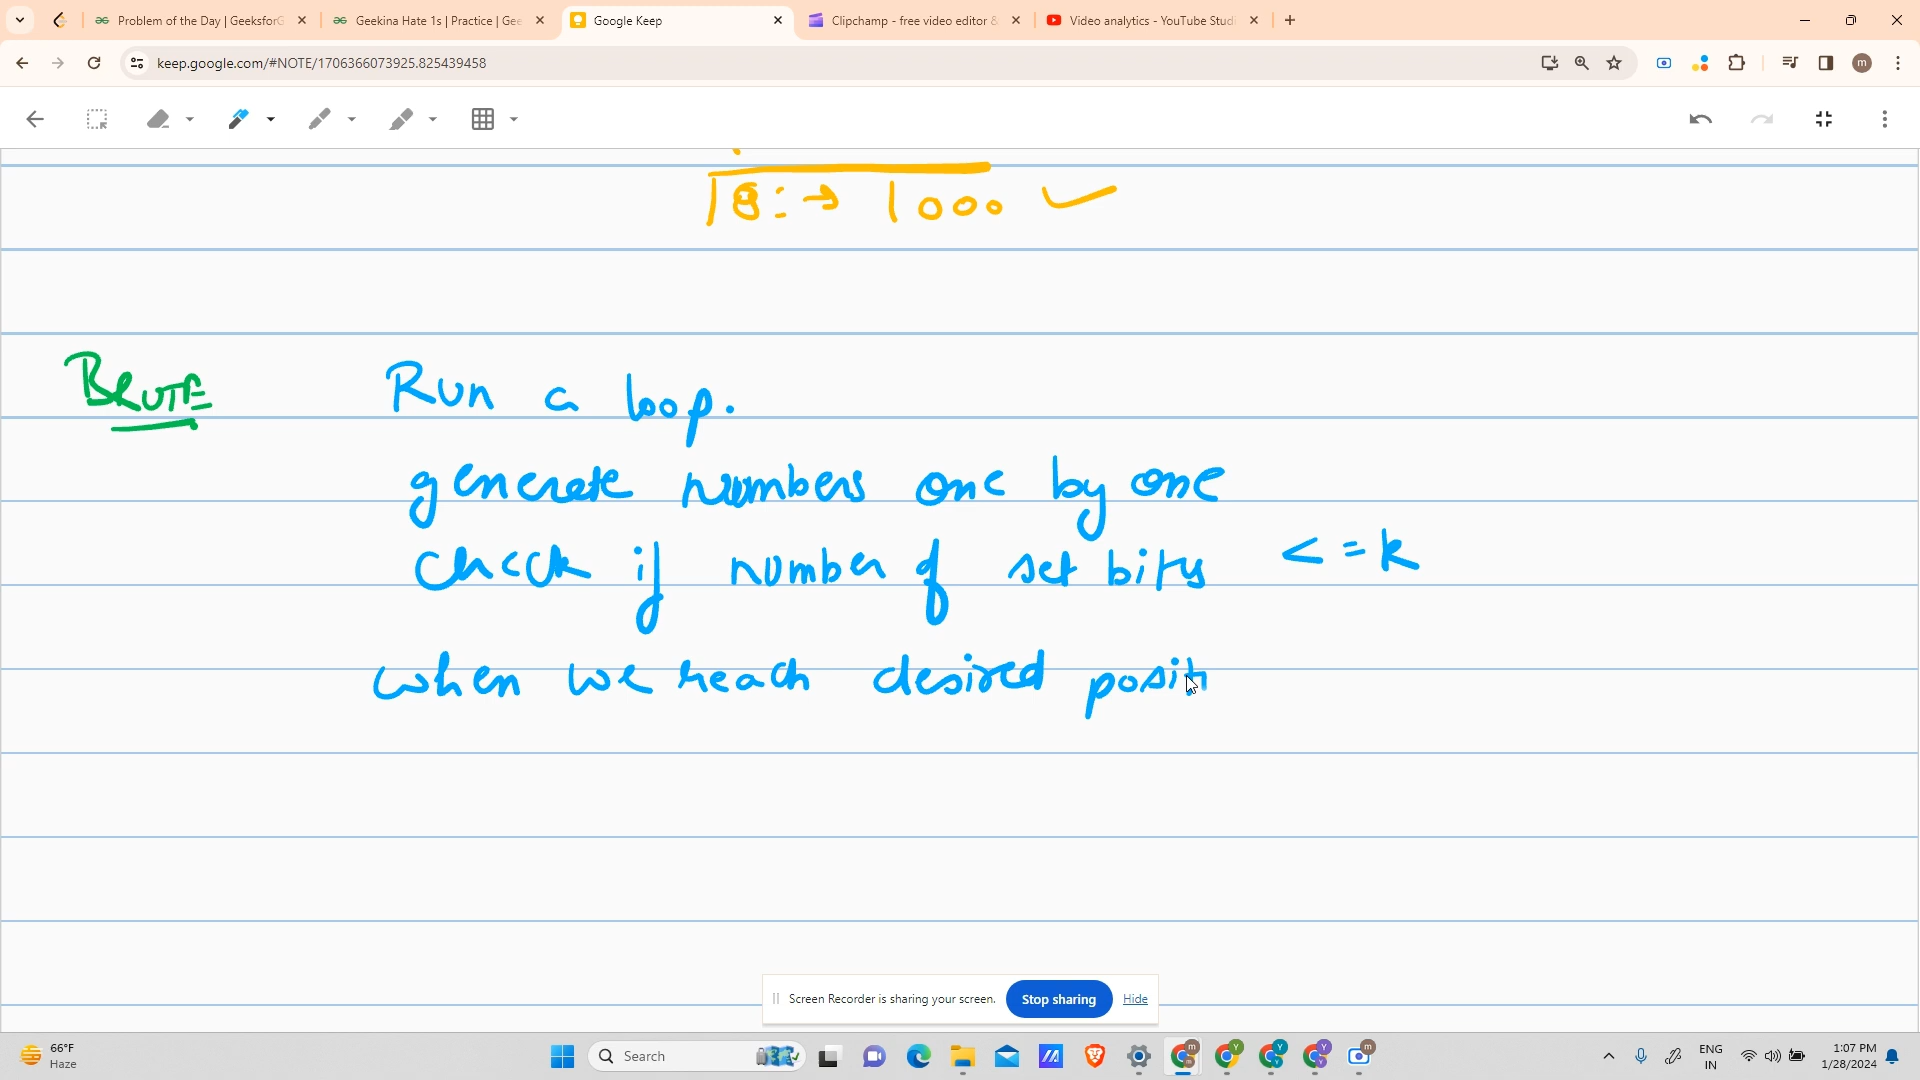 Problem of the Day | GeeksforG
Geekina Hate 1s | Practice | Gee
Google Keep
Clipchamp - free video editor &
Video analytics - YouTube Studi
keep.google.com/#NOTE/1706366073925.825439458
m
18: → 1000 ✓
BRUTE
Run a loop.
generate numbers one by one
check if number of set bits <=k
when we reach desired positi
Screen Recorder is sharing your screen.
Stop sharing
Hide
66°F
Haze
Search
ENG
IN
1:07 PM
1/28/2024